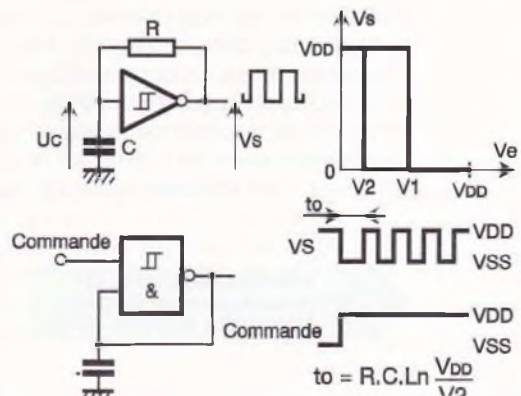 R
Uc
C
Vs
Vs
VDD
0
V2
V1
VDD
Ve
Commande
&
to
VS
VDD
VSS
Commande
VDD
VSS
to = R.C.Ln VDD
V2